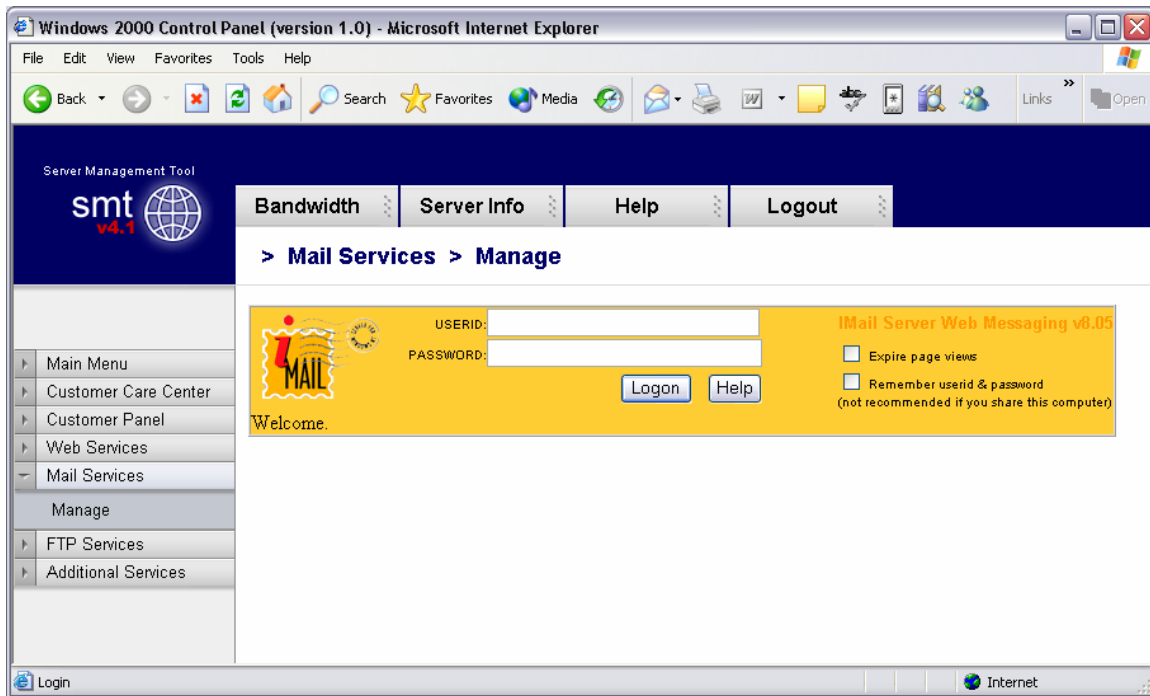 Windows 2000 Control Panel (version 1.0) - Microsoft Internet Explorer
File Edit View Favorites Tools Help
Back Search Favorites Media Links » Open
Server Management Tool
smt
v4.1
Bandwidth Server Info Help Logout
> Mail Services > Manage
USERID:
IMail Server Web Messaging v8.05
PASSWORD:
Expire page views
iMAIL
Logon Help
Remember userid & password
(not recommended if you share this computer)
Welcome.
Main Menu
Customer Care Center
Customer Panel
Web Services
Mail Services
Manage
FTP Services
Additional Services
Login Internet